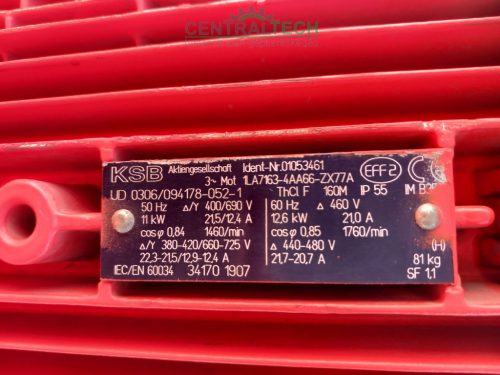 CENTRALTECH
KSB Aktiengesellschaft Ident-Nr.01053461
3~ Mot 1LA7163-4AA66-ZX77A EFF2
UD 0306/094178-052-1 ThCl F 160M IP 55 IM
50 Hz Δ/Y 400/690 V 60 Hz Δ 460 V
11 kW 21,5/12,4 A 12,6 kW 21,0 A
cosφ 0,84 1460/min cosφ 0,85 1760/min
Δ/Y 380-420/660-725 V Δ 440-480 V (H)
22,3-21,5/12,9-12,4 A 21,7-20,7 A 81 kg
IEC/EN 60034 34170 1907 SF 1.1